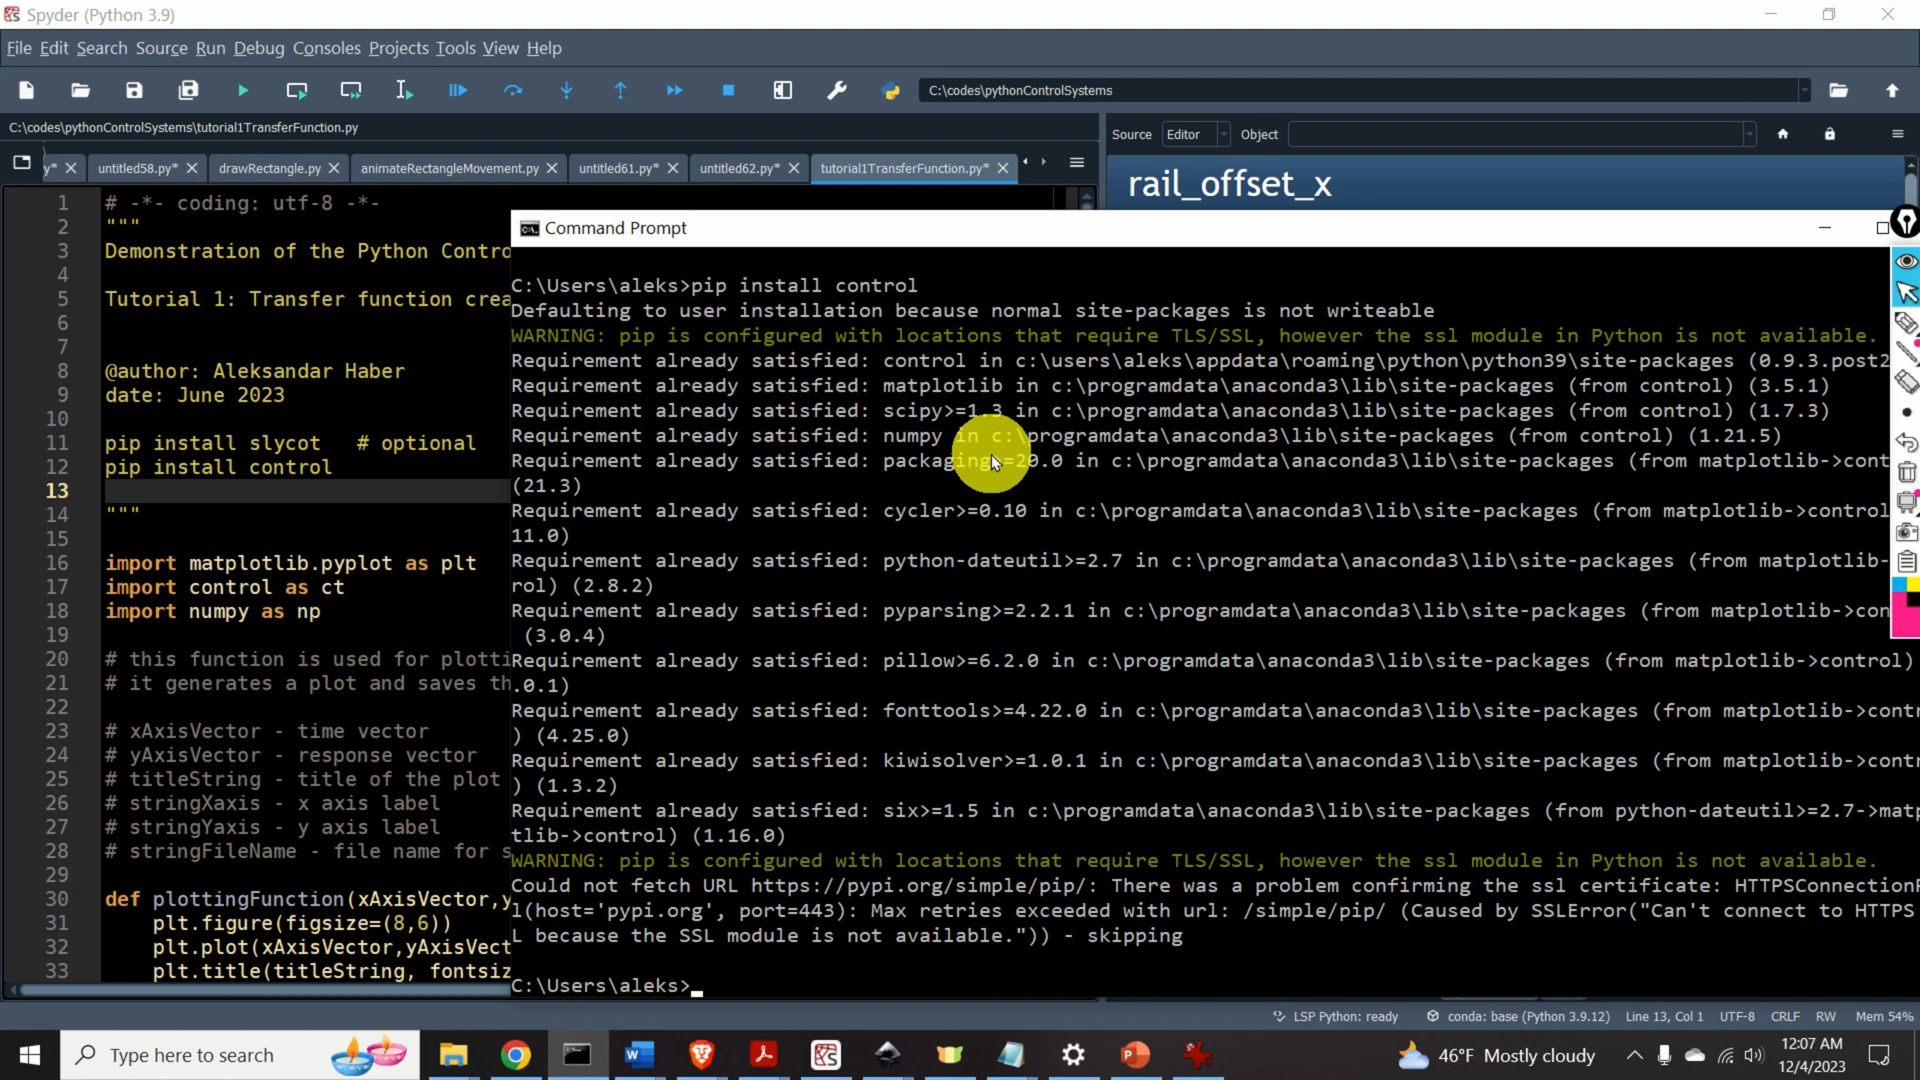 Spyder (Python 3.9)
File Edit Search Source Run Debug Consoles Projects Tools View Help
C:\codes\pythonControlSystems
C:\codes\pythonControlSystems\tutorial1TransferFunction.py
Source Editor Object
y* untitled58.py* drawRectangle.py animateRectangleMovement.py untitled61.py* untitled62.py* tutorial1TransferFunction.py*
rail_offset_x
1 # -*- coding: utf-8 -*-
2 """
3 Demonstration of the Python Contro
4
5 Tutorial 1: Transfer function crea
6
7
8 @author: Aleksandar Haber
9 date: June 2023
10
11 pip install slycot # optional
12 pip install control
13
14 """
15
16 import matplotlib.pyplot as plt
17 import control as ct
18 import numpy as np
19
20 # this function is used for plotti
21 # it generates a plot and saves th
22
23 # xAxisVector - time vector
24 # yAxisVector - response vector
25 # titleString - title of the plot
26 # stringXaxis - x axis label
27 # stringYaxis - y axis label
28 # stringFileName - file name for s
29
30 def plottingFunction(xAxisVector,y
31 plt.figure(figsize=(8,6))
32 plt.plot(xAxisVector,yAxisVect
33 plt.title(titleString, fontsiz
Command Prompt
C:\Users\aleks>pip install control
Defaulting to user installation because normal site-packages is not writeable
WARNING: pip is configured with locations that require TLS/SSL, however the ssl module in Python is not available.
Requirement already satisfied: control in c:\users\aleks\appdata\roaming\python\python39\site-packages (0.9.3.post2
Requirement already satisfied: matplotlib in c:\programdata\anaconda3\lib\site-packages (from control) (3.5.1)
Requirement already satisfied: scipy>=1.3 in c:\programdata\anaconda3\lib\site-packages (from control) (1.7.3)
Requirement already satisfied: numpy in c:\programdata\anaconda3\lib\site-packages (from control) (1.21.5)
Requirement already satisfied: packaging>=20.0 in c:\programdata\anaconda3\lib\site-packages (from matplotlib->cont
(21.3)
Requirement already satisfied: cycler>=0.10 in c:\programdata\anaconda3\lib\site-packages (from matplotlib->control
11.0)
Requirement already satisfied: python-dateutil>=2.7 in c:\programdata\anaconda3\lib\site-packages (from matplotlib-
rol) (2.8.2)
Requirement already satisfied: pyparsing>=2.2.1 in c:\programdata\anaconda3\lib\site-packages (from matplotlib->con
(3.0.4)
Requirement already satisfied: pillow>=6.2.0 in c:\programdata\anaconda3\lib\site-packages (from matplotlib->control)
.0.1)
Requirement already satisfied: fonttools>=4.22.0 in c:\programdata\anaconda3\lib\site-packages (from matplotlib->contr
) (4.25.0)
Requirement already satisfied: kiwisolver>=1.0.1 in c:\programdata\anaconda3\lib\site-packages (from matplotlib->contr
) (1.3.2)
Requirement already satisfied: six>=1.5 in c:\programdata\anaconda3\lib\site-packages (from python-dateutil>=2.7->matp
tlib->control) (1.16.0)
WARNING: pip is configured with locations that require TLS/SSL, however the ssl module in Python is not available.
Could not fetch URL https://pypi.org/simple/pip/: There was a problem confirming the ssl certificate: HTTPSConnectionP
l(host='pypi.org', port=443): Max retries exceeded with url: /simple/pip/ (Caused by SSLError("Can't connect to HTTPS
L because the SSL module is not available.")) - skipping
C:\Users\aleks>
LSP Python: ready conda: base (Python 3.9.12) Line 13, Col 1 UTF-8 CRLF RW Mem 54%
Type here to search
46°F Mostly cloudy
12:07 AM
12/4/2023